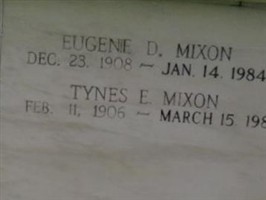 EUGENE D. MIXON
DEC. 23, 1908 ~ JAN. 14, 1984
TYNES E. MIXON
FEB. 11, 1906 ~ MARCH 15